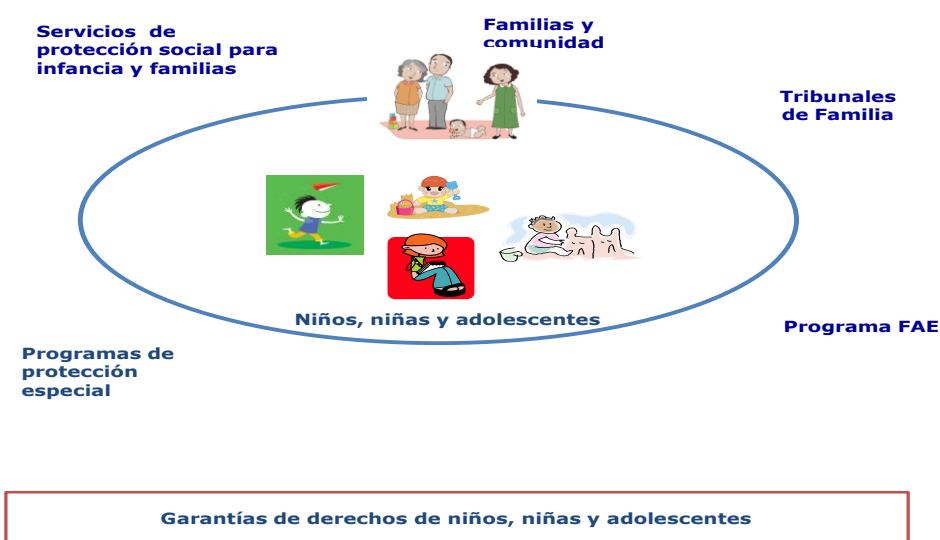 Servicios de
protección social para
infancia y familias
Familias y
comunidad
Tribunales
de Familia
Niños, niñas y adolescentes
Programa FAE
Programas de
protección
especial
Garantías de derechos de niños, niñas y adolescentes